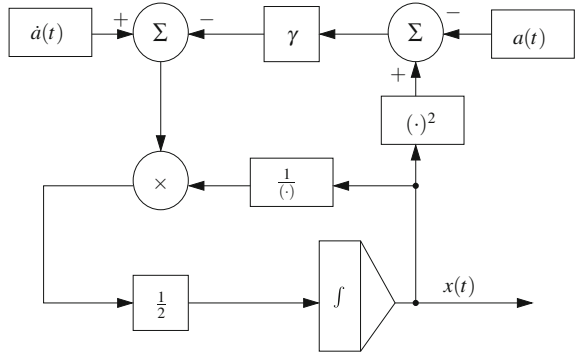 ȧ(t) + Σ − γ Σ − a(t)
+
(·)²
× 1/(·)
1/2 ∫ x(t)